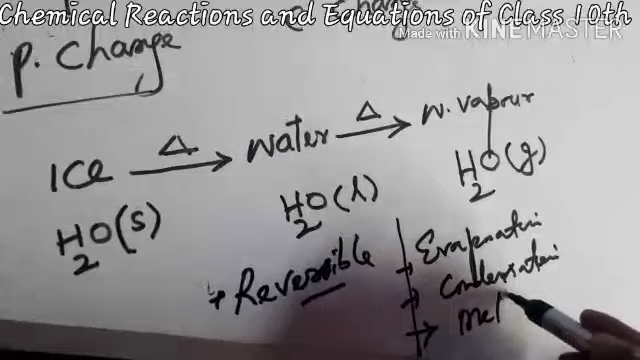 Chemical Reactions and Equations of Class 10th
Made with KINEMASTER
P. Change
ICE Δ→ Water Δ→ W. Vapour
H2O(s) H2O(l) H2O(g)
→ Reversible
→ Evaporation
→ Condensation
→ Mel